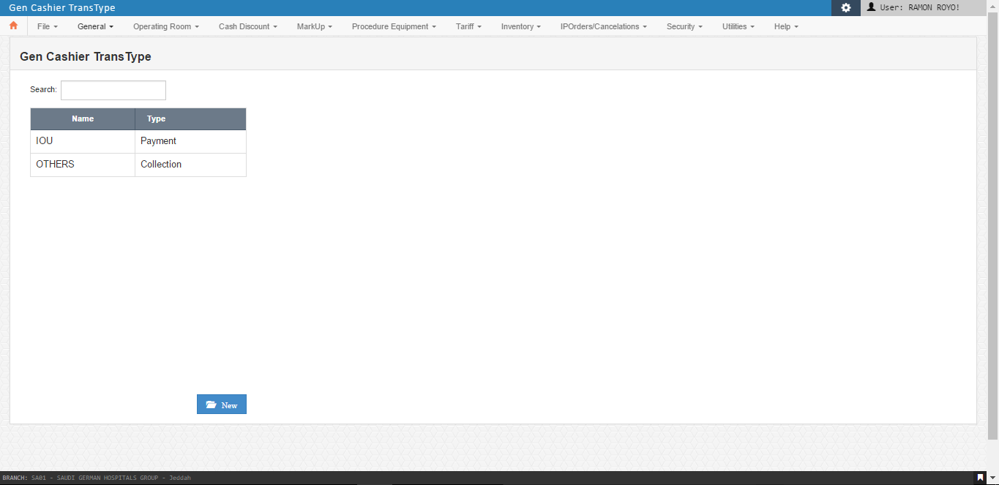 Gen Cashier TransType
User: RAMON ROYO!
File General Operating Room Cash Discount MarkUp Procedure Equipment Tariff Inventory IPOrders/Cancelations Security Utilities Help
Gen Cashier TransType
Search:
Name Type
IOU Payment
OTHERS Collection
New
BRANCH: SA01 - SAUDI GERMAN HOSPITALS GROUP - Jeddah